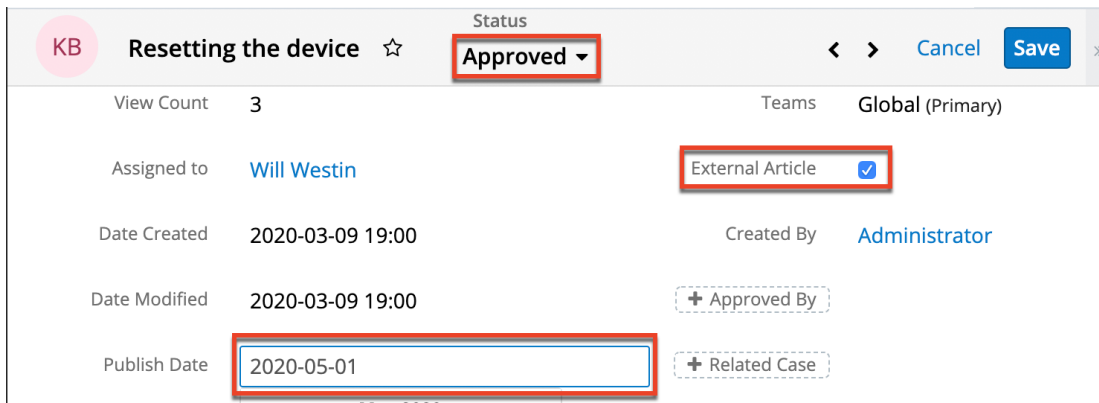 Status
KB Resetting the device Approved Cancel Save
View Count 3 Teams Global (Primary)
Assigned to Will Westin External Article
Date Created 2020-03-09 19:00 Created By Administrator
Date Modified 2020-03-09 19:00 + Approved By
Publish Date 2020-05-01 + Related Case